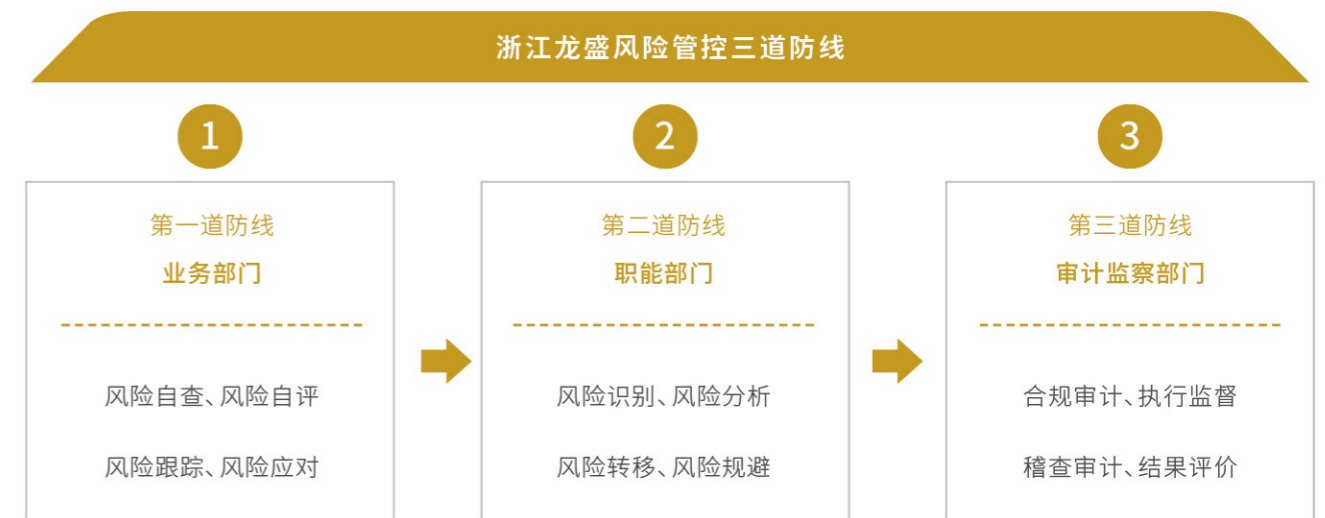 浙江龙盛风险管控三道防线
1
2
3
第一道防线
业务部门
风险自查、风险自评
风险跟踪、风险应对
第二道防线
职能部门
风险识别、风险分析
风险转移、风险规避
第三道防线
审计监察部门
合规审计、执行监督
稽查审计、结果评价